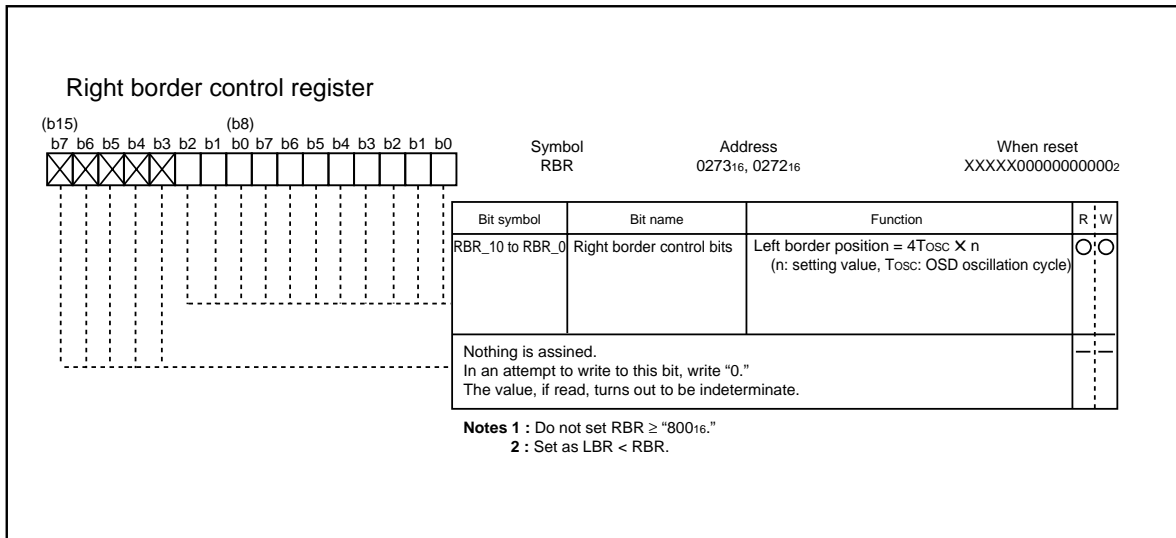 Right border control register
(b15) (b8)
b7 b6 b5 b4 b3 b2 b1 b0 b7 b6 b5 b4 b3 b2 b1 b0
Symbol Address When reset
RBR 027316, 027216 XXXXX000000000002
Bit symbol Bit name Function R W
RBR_10 to RBR_0 Right border control bits Left border position = 4TOSC X n
(n: setting value, TOSC: OSD oscillation cycle)
Nothing is assined.
In an attempt to write to this bit, write “0.”
The value, if read, turns out to be indeterminate.
Notes 1 : Do not set RBR ≥ “80016.”
2 : Set as LBR < RBR.